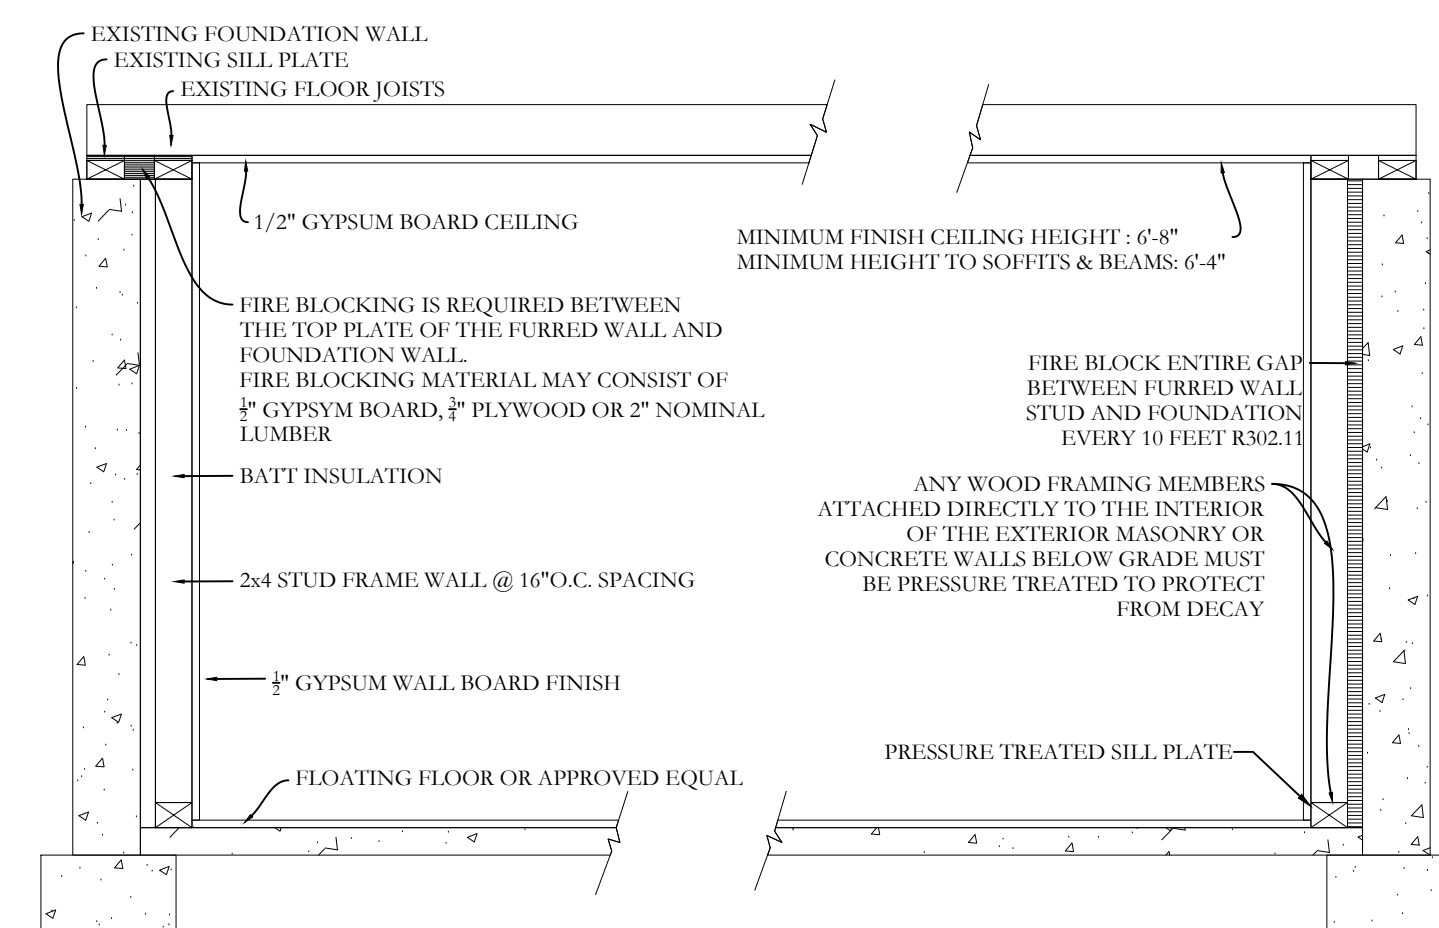 EXISTING FOUNDATION WALL
EXISTING SILL PLATE
EXISTING FLOOR JOISTS
1/2" GYPSUM BOARD CEILING
MINIMUM FINISH CEILING HEIGHT : 6'-8"
MINIMUM HEIGHT TO SOFFITS & BEAMS: 6'-4"
FIRE BLOCKING IS REQUIRED BETWEEN
THE TOP PLATE OF THE FURRED WALL AND
FOUNDATION WALL.
FIRE BLOCKING MATERIAL MAY CONSIST OF
½" GYPSYM BOARD, ¾" PLYWOOD OR 2" NOMINAL
LUMBER
FIRE BLOCK ENTIRE GAP
BETWEEN FURRED WALL
STUD AND FOUNDATION
EVERY 10 FEET R302.11
BATT INSULATION
ANY WOOD FRAMING MEMBERS
ATTACHED DIRECTLY TO THE INTERIOR
OF THE EXTERIOR MASONRY OR
CONCRETE WALLS BELOW GRADE MUST
BE PRESSURE TREATED TO PROTECT
FROM DECAY
2x4 STUD FRAME WALL @ 16"O.C. SPACING
½" GYPSUM WALL BOARD FINISH
PRESSURE TREATED SILL PLATE
FLOATING FLOOR OR APPROVED EQUAL